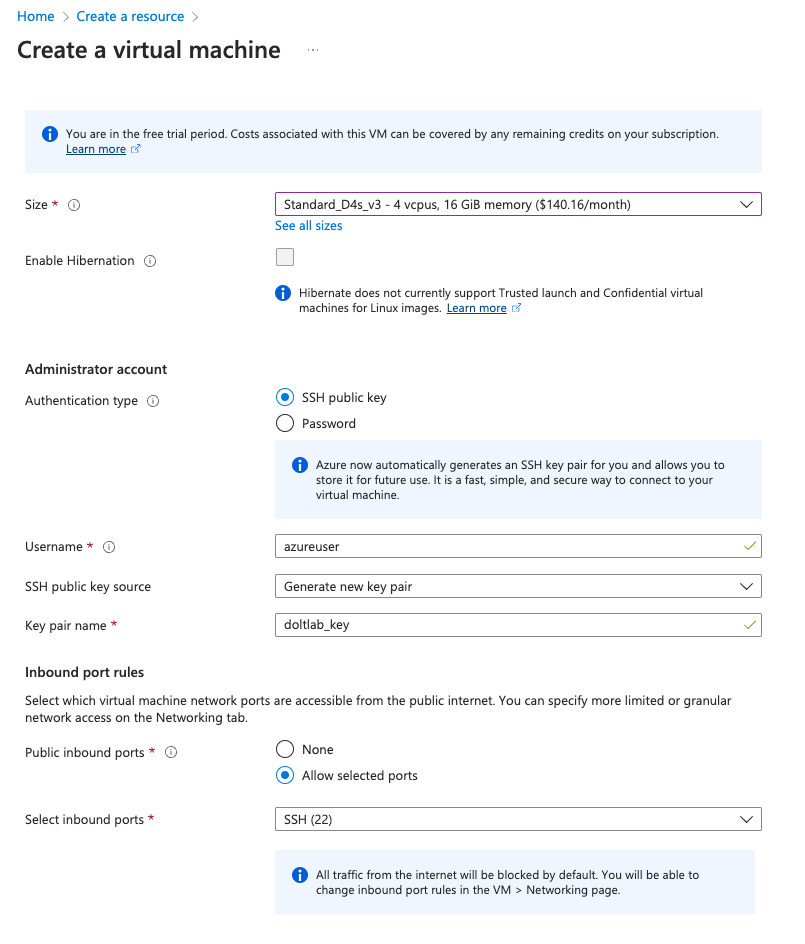 Home > Create a resource >
Create a virtual machine ...
You are in the free trial period. Costs associated with this VM can be covered by any remaining credits on your subscription.
Learn more
Size *
Standard_D4s_v3 - 4 vcpus, 16 GiB memory ($140.16/month)
See all sizes
Enable Hibernation
Hibernate does not currently support Trusted launch and Confidential virtual
machines for Linux images. Learn more
Administrator account
Authentication type
SSH public key
Password
Azure now automatically generates an SSH key pair for you and allows you to
store it for future use. It is a fast, simple, and secure way to connect to your
virtual machine.
Username *
azureuser
SSH public key source
Generate new key pair
Key pair name *
doltlab_key
Inbound port rules
Select which virtual machine network ports are accessible from the public internet. You can specify more limited or granular
network access on the Networking tab.
Public inbound ports *
None
Allow selected ports
Select inbound ports *
SSH (22)
All traffic from the internet will be blocked by default. You will be able to
change inbound port rules in the VM > Networking page.